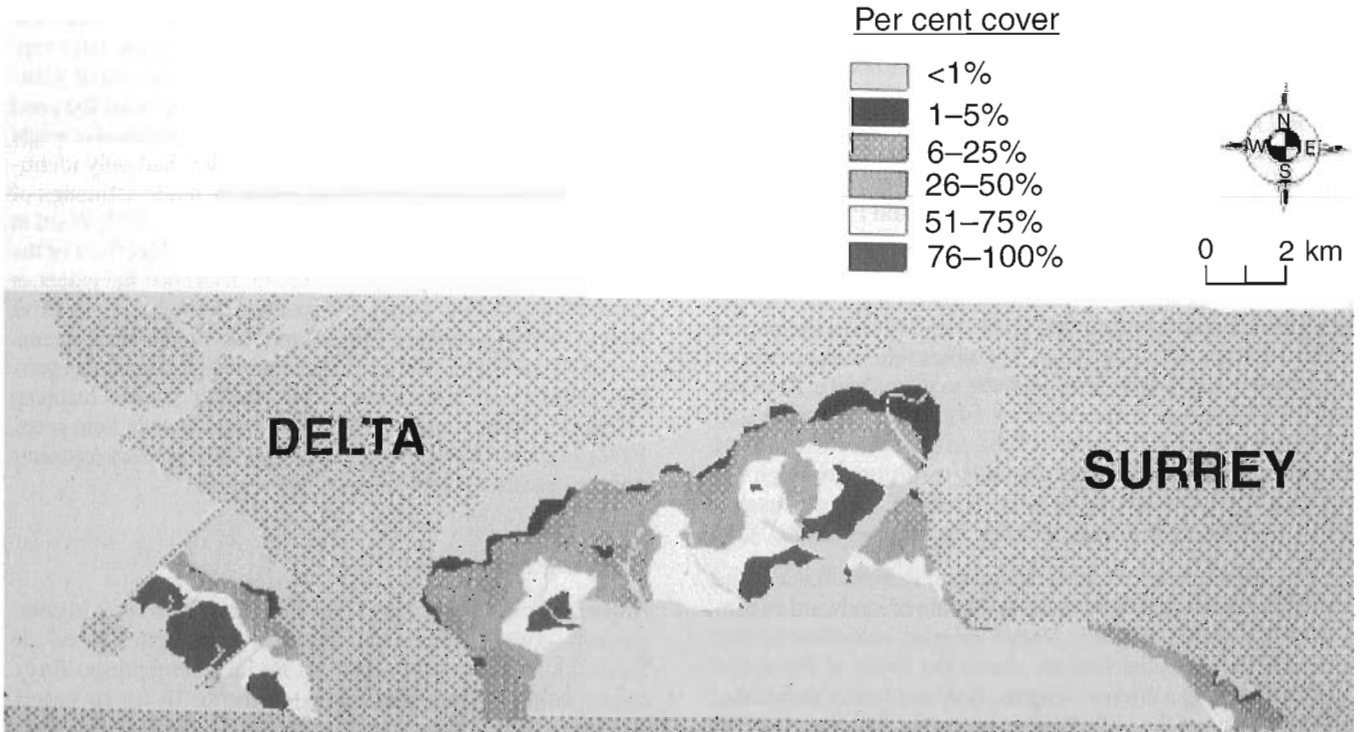 Per cent cover
<1%
1–5%
6–25%
26–50%
51–75%
76–100%
N
W E
S
0 2 km
DELTA
SURREY